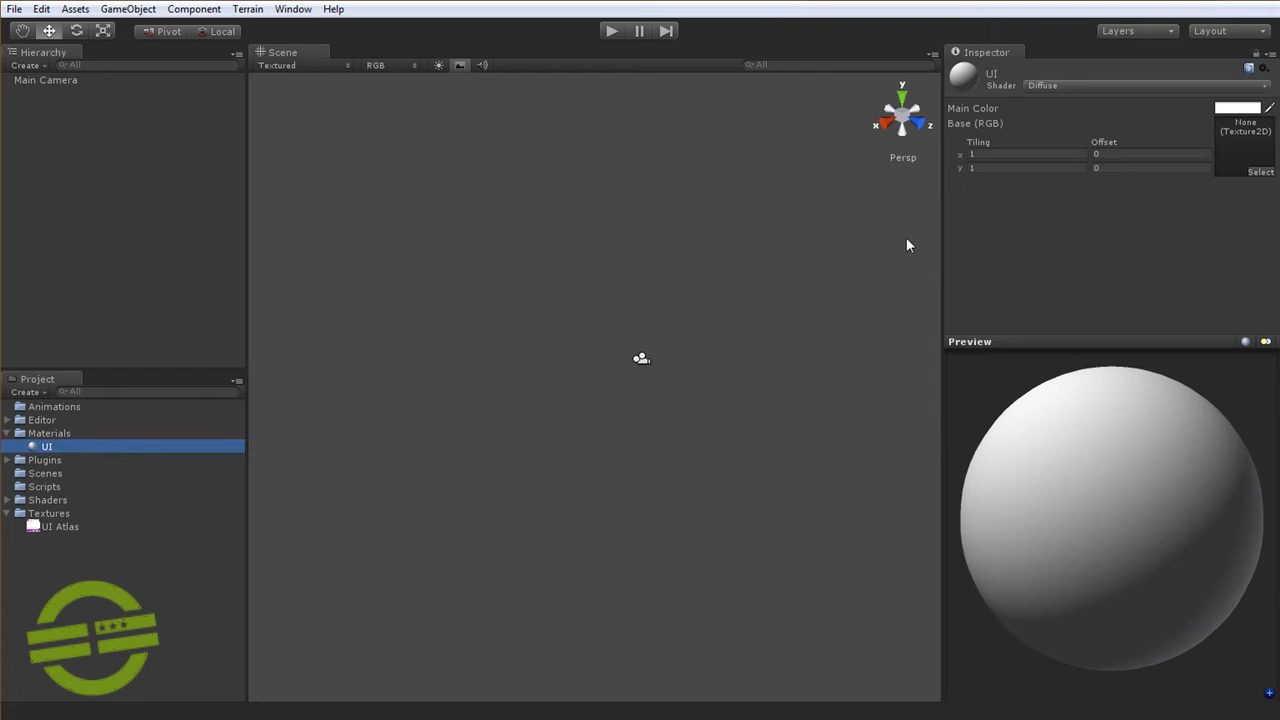 File Edit Assets GameObject Component Terrain Window Help
Pivot Local Layers Layout
Hierarchy
Create All
Main Camera
Scene
Textured RGB All
y
x z
Persp
Project
Create All
Animations
Editor
Materials
UI
Plugins
Scenes
Scripts
Shaders
Textures
UI Atlas
Inspector
UI
Shader Diffuse
Main Color
Base (RGB)
None
(Texture2D)
Tiling Offset
x 1 0
y 1 0
Select
Preview